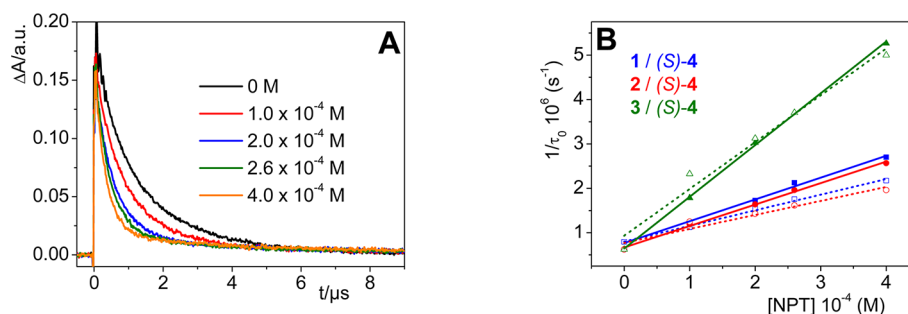 A
ΔA/a.u.
0.20
0.15
0.10
0.05
0.00
0 M
1.0 x 10⁻⁴ M
2.0 x 10⁻⁴ M
2.6 x 10⁻⁴ M
4.0 x 10⁻⁴ M
0 2 4 6 8
t/μs
B
1/τ₀ 10⁶ (s⁻¹)
5
4
3
2
1
0
1 / (S)-4
2 / (S)-4
3 / (S)-4
0 1 2 3 4
[NPT] 10⁻⁴ (M)